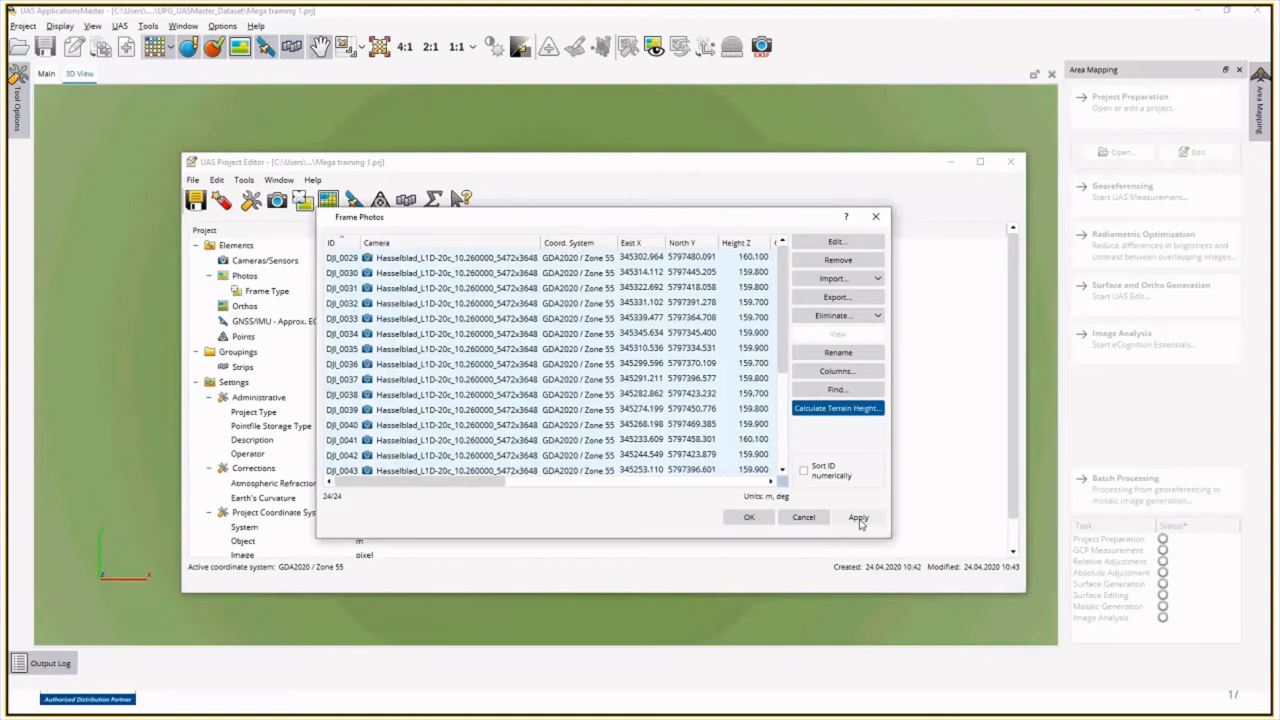 UAS ApplicationsMaster - [C:\Users\....\UPG_UASMaster_Dataset\Mega training 1.prj]
Project Display View UAS Tools Window Options Help
4:1 2:1 1:1 EXIF
Main 3D View
Tool Options
Area Mapping
Area Mapping
Project Preparation
Open or edit a project.
Open... Edit...
Georeferencing
Start UAS Measurement...
Radiometric Optimization
Reduce differences in brightness and
contrast between overlapping images...
Surface and Ortho Generation
Start UAS Edit...
Image Analysis
Start eCognition Essentials...
Batch Processing
Processing from georeferencing to
mosaic generation...
Task Status*
Project Preparation
GCP Measurement
Relative Adjustment
Absolute Adjustment
Surface Generation
Surface Editing
Mosaic Generation
Image Analysis
UAS Project Editor - [C:\Users\...\Mega training 1.prj]
File Edit Tools Window Help
Project
Elements
Cameras/Sensors
Photos
Frame Type
Orthos
GNSS/IMU - Approx. EO
Points
Groupings
Strips
Settings
Administrative
Project Type
Pointfile Storage Type
Description
Operator
Corrections
Atmospheric Refractio
Earth's Curvature
Project Coordinate Sys
System
Object m
Image pixel
Active coordinate system: GDA2020 / Zone 55 Created: 24.04.2020 10:42 Modified: 24.04.2020 10:43
Frame Photos ?
ID Camera Coord. System East X North Y Height Z
DJI_0029 Hasselblad_L1D-20c_10.260000_5472x3648 GDA2020 / Zone 55 345302.964 5797480.091 160.100
DJI_0030 Hasselblad_L1D-20c_10.260000_5472x3648 GDA2020 / Zone 55 345314.112 5797445.205 159.800
DJI_0031 Hasselblad_L1D-20c_10.260000_5472x3648 GDA2020 / Zone 55 345322.692 5797418.058 159.800
DJI_0032 Hasselblad_L1D-20c_10.260000_5472x3648 GDA2020 / Zone 55 345331.102 5797391.278 159.700
DJI_0033 Hasselblad_L1D-20c_10.260000_5472x3648 GDA2020 / Zone 55 345339.477 5797364.708 159.900
DJI_0034 Hasselblad_L1D-20c_10.260000_5472x3648 GDA2020 / Zone 55 345345.634 5797345.400 159.900
DJI_0035 Hasselblad_L1D-20c_10.260000_5472x3648 GDA2020 / Zone 55 345310.536 5797334.531 159.900
DJI_0036 Hasselblad_L1D-20c_10.260000_5472x3648 GDA2020 / Zone 55 345299.596 5797370.109 159.700
DJI_0037 Hasselblad_L1D-20c_10.260000_5472x3648 GDA2020 / Zone 55 345291.211 5797396.577 159.800
DJI_0038 Hasselblad_L1D-20c_10.260000_5472x3648 GDA2020 / Zone 55 345282.862 5797423.232 159.700
DJI_0039 Hasselblad_L1D-20c_10.260000_5472x3648 GDA2020 / Zone 55 345274.199 5797450.776 159.800
DJI_0040 Hasselblad_L1D-20c_10.260000_5472x3648 GDA2020 / Zone 55 345268.198 5797469.385 159.900
DJI_0041 Hasselblad_L1D-20c_10.260000_5472x3648 GDA2020 / Zone 55 345233.609 5797458.301 160.100
DJI_0042 Hasselblad_L1D-20c_10.260000_5472x3648 GDA2020 / Zone 55 345244.549 5797423.879 159.900
DJI_0043 Hasselblad_L1D-20c_10.260000_5472x3648 GDA2020 / Zone 55 345253.110 5797396.601 159.900
24/24 Units: m, deg
Edit...
Remove
Import...
Export...
Eliminate...
View
Rename
Columns...
Find...
Calculate Terrain Height...
Sort ID
numerically
OK Cancel Apply
z x
Output Log
Authorised Distribution Partner
17